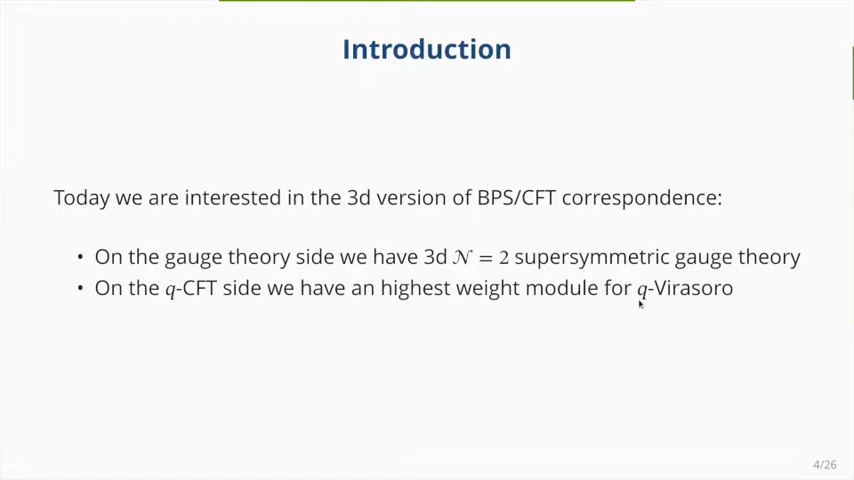 Introduction
Today we are interested in the 3d version of BPS/CFT correspondence:
• On the gauge theory side we have 3d 𝒩 = 2 supersymmetric gauge theory
• On the q-CFT side we have an highest weight module for q-Virasoro
4/26